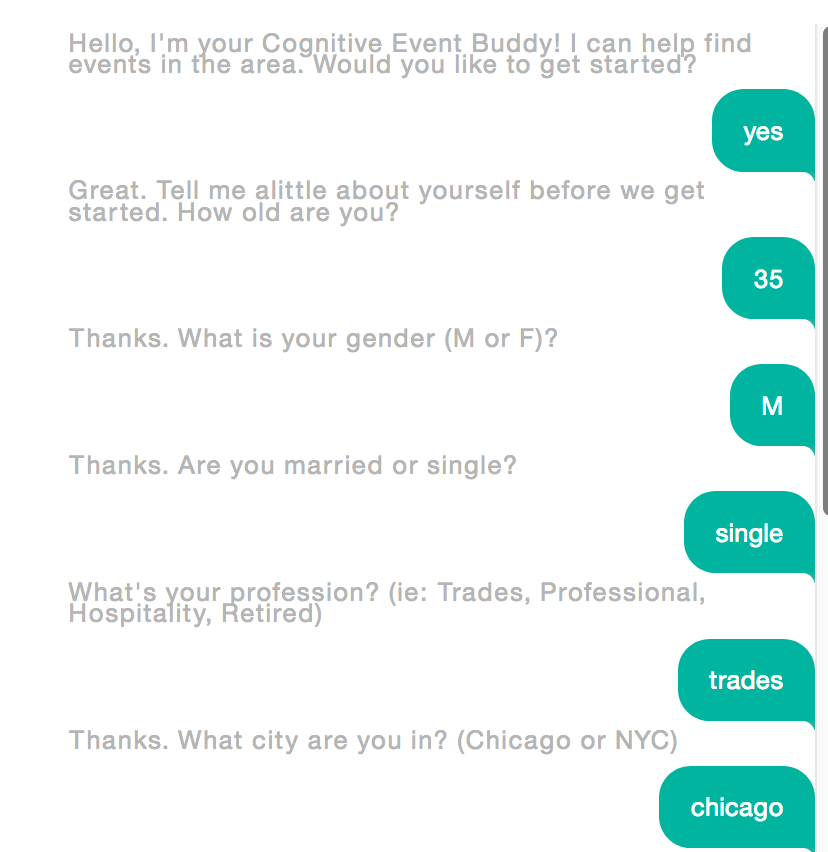 Hello, I'm your Cognitive Event Buddy! I can help find
events in the area. Would you like to get started?
yes
Great. Tell me alittle about yourself before we get
started. How old are you?
35
Thanks. What is your gender (M or F)?
M
Thanks. Are you married or single?
single
What's your profession? (ie: Trades, Professional,
Hospitality, Retired)
trades
Thanks. What city are you in? (Chicago or NYC)
chicago